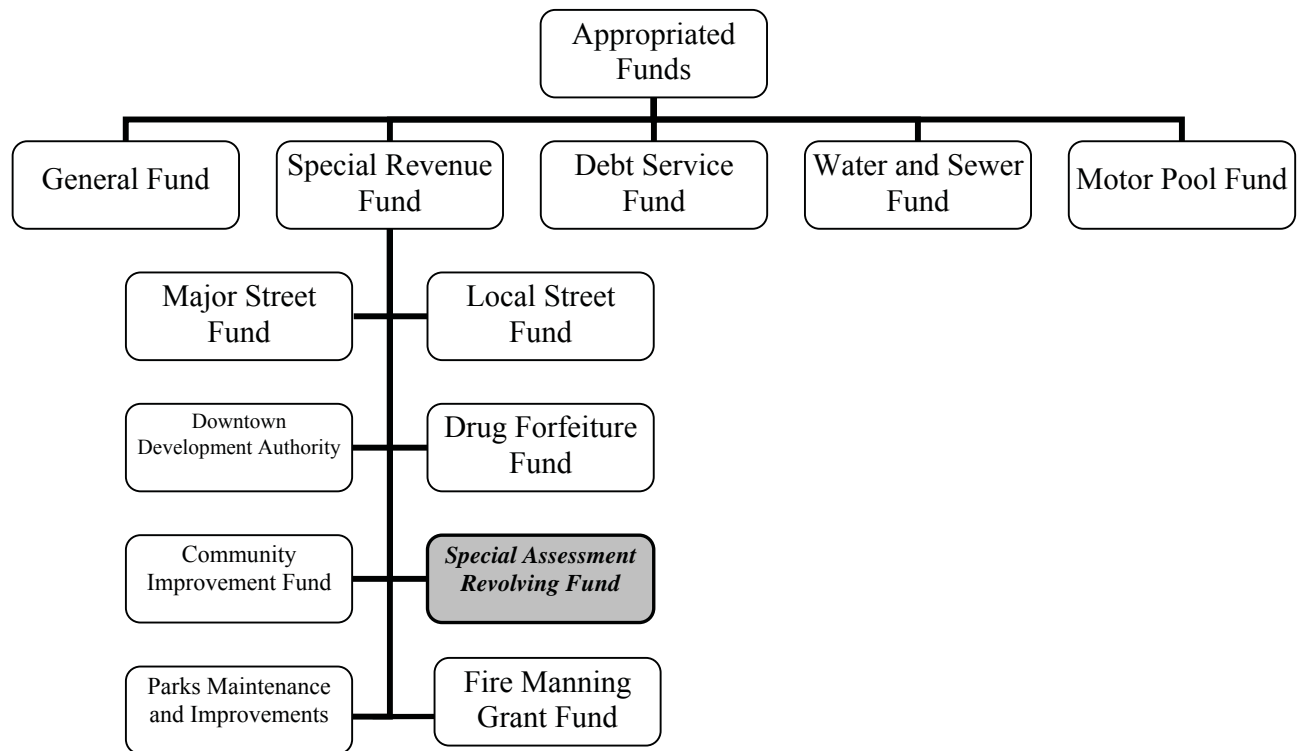 Appropriated
Funds
General Fund
Special Revenue
Fund
Debt Service
Fund
Water and Sewer
Fund
Motor Pool Fund
Major Street
Fund
Local Street
Fund
Downtown
Development Authority
Drug Forfeiture
Fund
Community
Improvement Fund
Special Assessment
Revolving Fund
Parks Maintenance
and Improvements
Fire Manning
Grant Fund